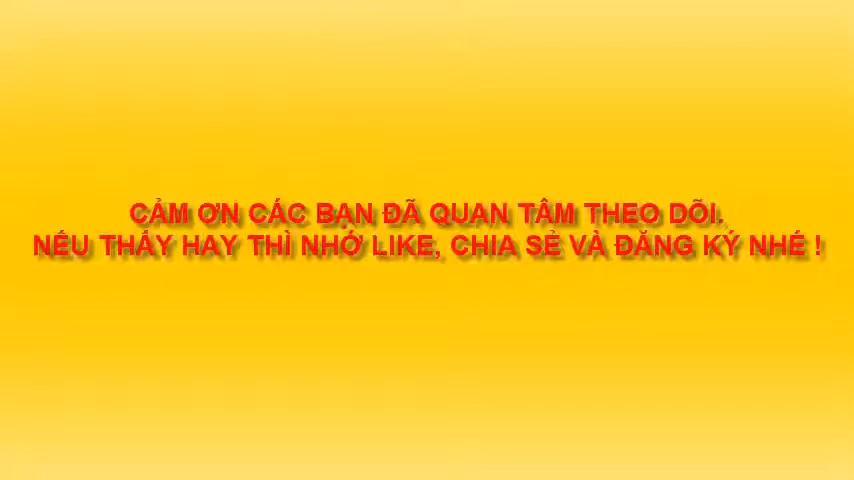 CẢM ƠN CÁC BẠN ĐÃ QUAN TÂM THEO DÕI.
NẾU THẤY HAY THÌ NHỚ LIKE, CHIA SẺ VÀ ĐĂNG KÝ NHÉ !